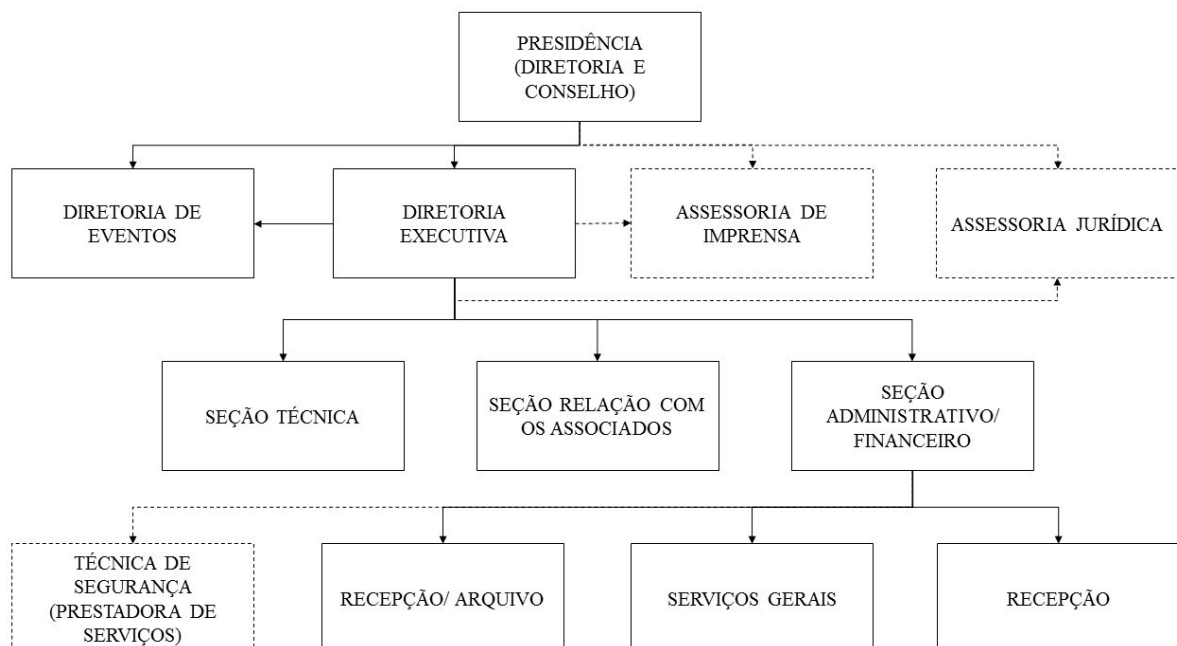 PRESIDÊNCIA
(DIRETORIA E
CONSELHO)
DIRETORIA DE
EVENTOS
DIRETORIA
EXECUTIVA
ASSESSORIA DE
IMPRENSA
ASSESSORIA JURÍDICA
SEÇÃO TÉCNICA
SEÇÃO RELAÇÃO COM
OS ASSOCIADOS
SEÇÃO
ADMINISTRATIVO/
FINANCEIRO
TÉCNICA DE
SEGURANÇA
(PRESTADORA DE
SERVIÇOS)
RECEPÇÃO/ ARQUIVO
SERVIÇOS GERAIS
RECEPÇÃO